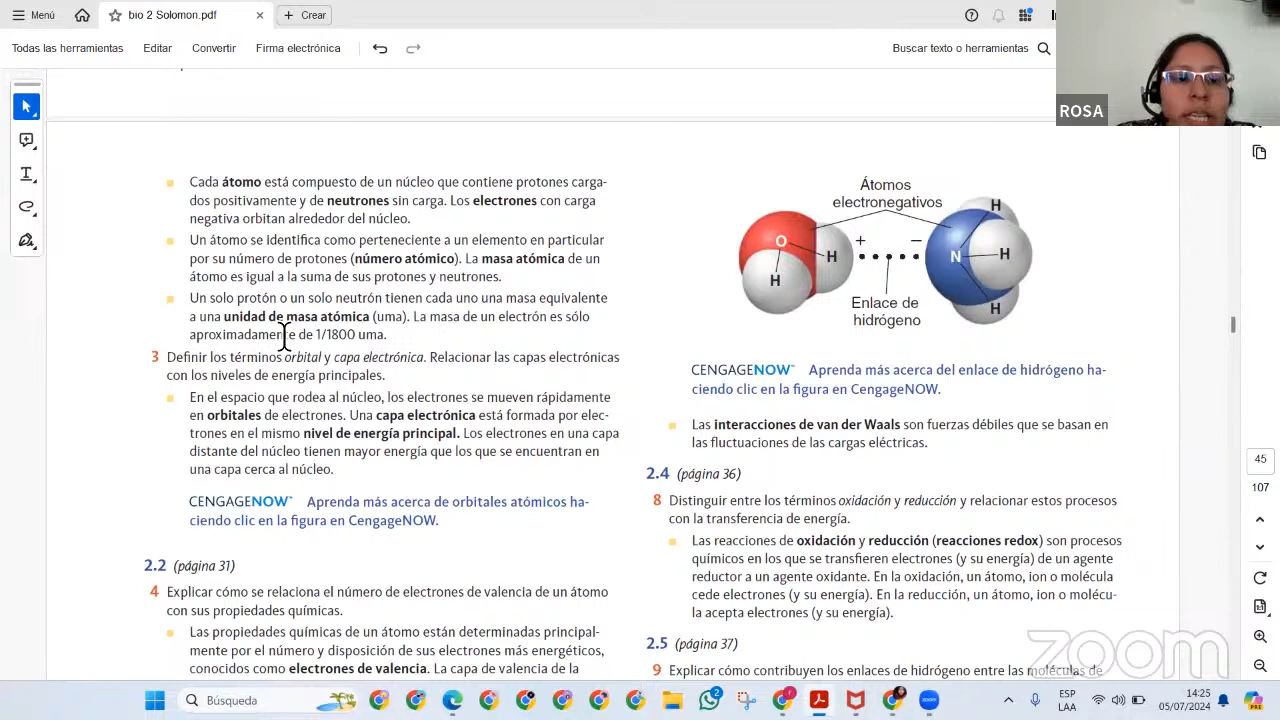 Menú
bio 2 Solomon.pdf
Crear
Todas las herramientas
Editar
Convertir
Firma electrónica
Buscar texto o herramientas
ROSA
Cada átomo está compuesto de un núcleo que contiene protones carga-
dos positivamente y de neutrones sin carga. Los electrones con carga
negativa orbitan alrededor del núcleo.
Un átomo se identifica como perteneciente a un elemento en particular
por su número de protones (número atómico). La masa atómica de un
átomo es igual a la suma de sus protones y neutrones.
Un solo protón o un solo neutrón tienen cada uno una masa equivalente
a una unidad de masa atómica (uma). La masa de un electrón es sólo
aproximadamente de 1/1800 uma.
3 Definir los términos orbital y capa electrónica. Relacionar las capas electrónicas
con los niveles de energía principales.
En el espacio que rodea al núcleo, los electrones se mueven rápidamente
en orbitales de electrones. Una capa electrónica está formada por elec-
trones en el mismo nivel de energía principal. Los electrones en una capa
distante del núcleo tienen mayor energía que los que se encuentran en
una capa cerca al núcleo.
CENGAGENOW™ Aprenda más acerca de orbitales atómicos ha-
ciendo clic en la figura en CengageNOW.
2.2 (página 31)
4 Explicar cómo se relaciona el número de electrones de valencia de un átomo
con sus propiedades químicas.
Las propiedades químicas de un átomo están determinadas principal-
mente por el número y disposición de sus electrones más energéticos,
conocidos como electrones de valencia. La capa de valencia de la
Átomos
electronegativos
O
H
H
+
−
N
H
H
H
Enlace de
hidrógeno
CENGAGENOW™ Aprenda más acerca del enlace de hidrógeno ha-
ciendo clic en la figura en CengageNOW.
Las interacciones de van der Waals son fuerzas débiles que se basan en
las fluctuaciones de las cargas eléctricas.
2.4 (página 36)
8 Distinguir entre los términos oxidación y reducción y relacionar estos procesos
con la transferencia de energía.
Las reacciones de oxidación y reducción (reacciones redox) son procesos
químicos en los que se transfieren electrones (y su energía) de un agente
reductor a un agente oxidante. En la oxidación, un átomo, ion o molécula
cede electrones (y su energía). En la reducción, un átomo, ion o molécu-
la acepta electrones (y su energía).
2.5 (página 37)
9 Explicar cómo contribuyen los enlaces de hidrógeno entre las moléculas de
45
107
zoom
Búsqueda
2
ESP
LAA
14:25
05/07/2024